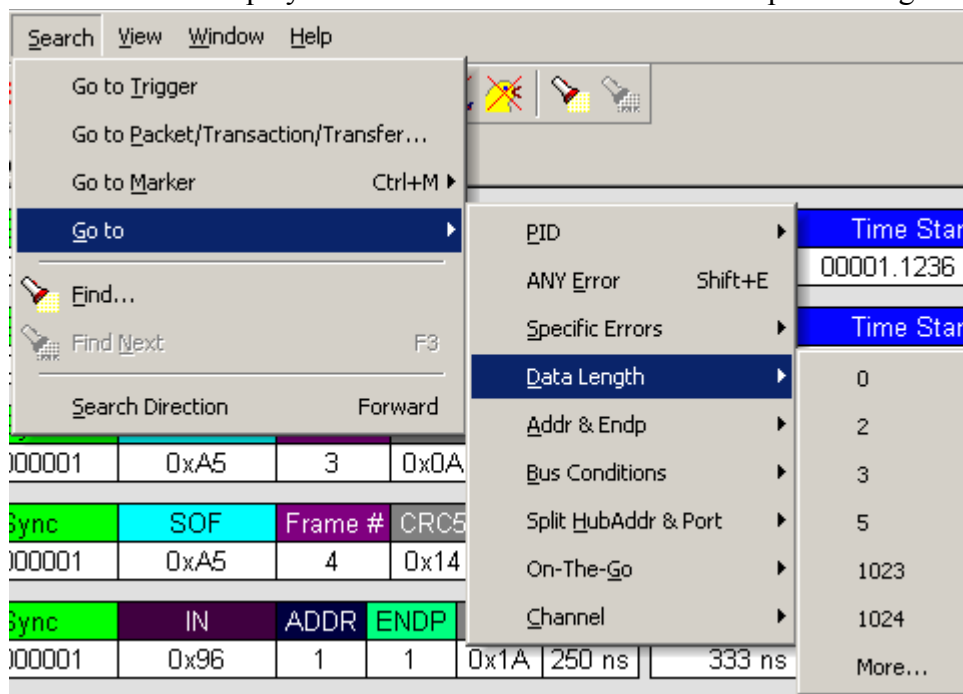 Search View Window Help
Go to Trigger
Go to Packet/Transaction/Transfer...
Go to Marker Ctrl+M
Go to
Find...
Find Next F3
Search Direction Forward
PID
ANY Error Shift+E
Specific Errors
Data Length
Addr & Endp
Bus Conditions
Split HubAddr & Port
On-The-Go
Channel
0
2
3
5
1023
1024
More...
Time Star
00001.1236
Time Star
000001 0xA5 3 0x0A
Sync SOF Frame # CRC5
000001 0xA5 4 0x14
Sync IN ADDR ENDP
000001 0x96 1 1 0x1A 250 ns 333 ns